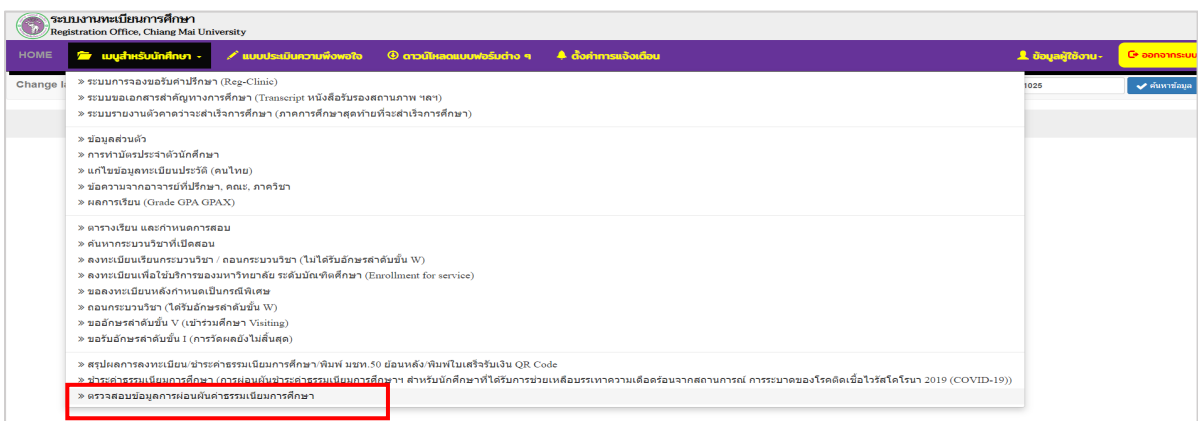 ระบบงานทะเบียนการศึกษา
Registration Office, Chiang Mai University
HOME เมนูสำหรับนักศึกษา - แบบประเมินความพึงพอใจ ดาวน์โหลดแบบฟอร์มต่าง ๆ ตั้งค่าการแจ้งเตือน ข้อมูลผู้ใช้งาน- ออกจากระบบ
Change 1025 ค้นหาข้อมูล
» ระบบการจองขอรับคำปรึกษา (Reg-Clinic)
» ระบบขอเอกสารสำคัญทางการศึกษา (Transcript หนังสือรับรองสถานภาพ ฯลฯ)
» ระบบรายงานตัวคาดว่าจะสำเร็จการศึกษา (ภาคการศึกษาสุดท้ายที่จะสำเร็จการศึกษา)
» ข้อมูลส่วนตัว
» การทำบัตรประจำตัวนักศึกษา
» แก้ไขข้อมูลทะเบียนประวัติ (คนไทย)
» ข้อความจากอาจารย์ที่ปรึกษา, คณะ, ภาควิชา
» ผลการเรียน (Grade GPA GPAX)
» ตารางเรียน และกำหนดการสอบ
» ค้นหากระบวนวิชาที่เปิดสอน
» ลงทะเบียนเรียนกระบวนวิชา / ถอนกระบวนวิชา (ไม่ได้รับอักษรลำดับขั้น W)
» ลงทะเบียนเพื่อใช้บริการของมหาวิทยาลัย ระดับบัณฑิตศึกษา (Enrollment for service)
» ขอลงทะเบียนหลังกำหนดเป็นกรณีพิเศษ
» ถอนกระบวนวิชา (ได้รับอักษรลำดับขั้น W)
» ขออักษรลำดับขั้น V (เข้าร่วมศึกษา Visiting)
» ขอรับอักษรลำดับขั้น I (การวัดผลยังไม่สิ้นสุด)
» สรุปผลการลงทะเบียน/ชำระค่าธรรมเนียมการศึกษา/พิมพ์ มชท.50 ย้อนหลัง/พิมพ์ใบเสร็จรับเงิน QR Code
» ชำระค่าธรรมเนียมการศึกษา (การผ่อนผันชำระค่าธรรมเนียมการศึกษาฯ สำหรับนักศึกษาที่ได้รับการช่วยเหลือบรรเทาความเดือดร้อนจากสถานการณ์ การระบาดของโรคติดเชื้อไวรัสโคโรนา 2019 (COVID-19))
» ตรวจสอบข้อมูลการผ่อนผันค่าธรรมเนียมการศึกษา